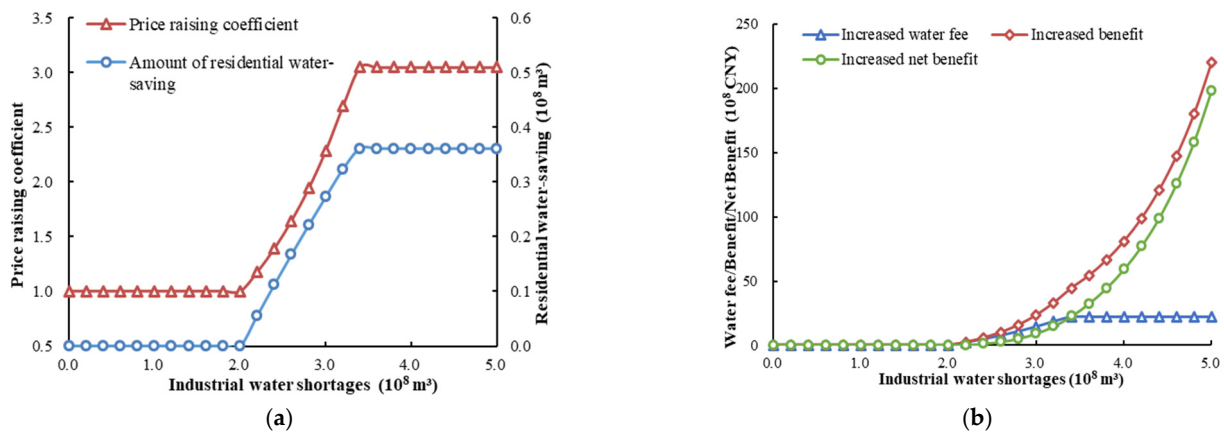 3.5
3.0
2.5
2.0
1.5
1.0
0.5
Price raising coefficient
Price raising coefficient
Amount of residential water-
saving
0.6
0.5
0.4
0.3
0.2
0.1
0.0
Residential water-saving (10⁸ m³)
0.0 1.0 2.0 3.0 4.0 5.0
Industrial water shortages (10⁸ m³)
(a)
250
200
150
100
50
0
Water fee/Benefit/Net Benefit (10⁸ CNY)
Increased water fee
Increased benefit
Increased net benefit
0.0 1.0 2.0 3.0 4.0 5.0
Industrial water shortages (10⁸ m³)
(b)